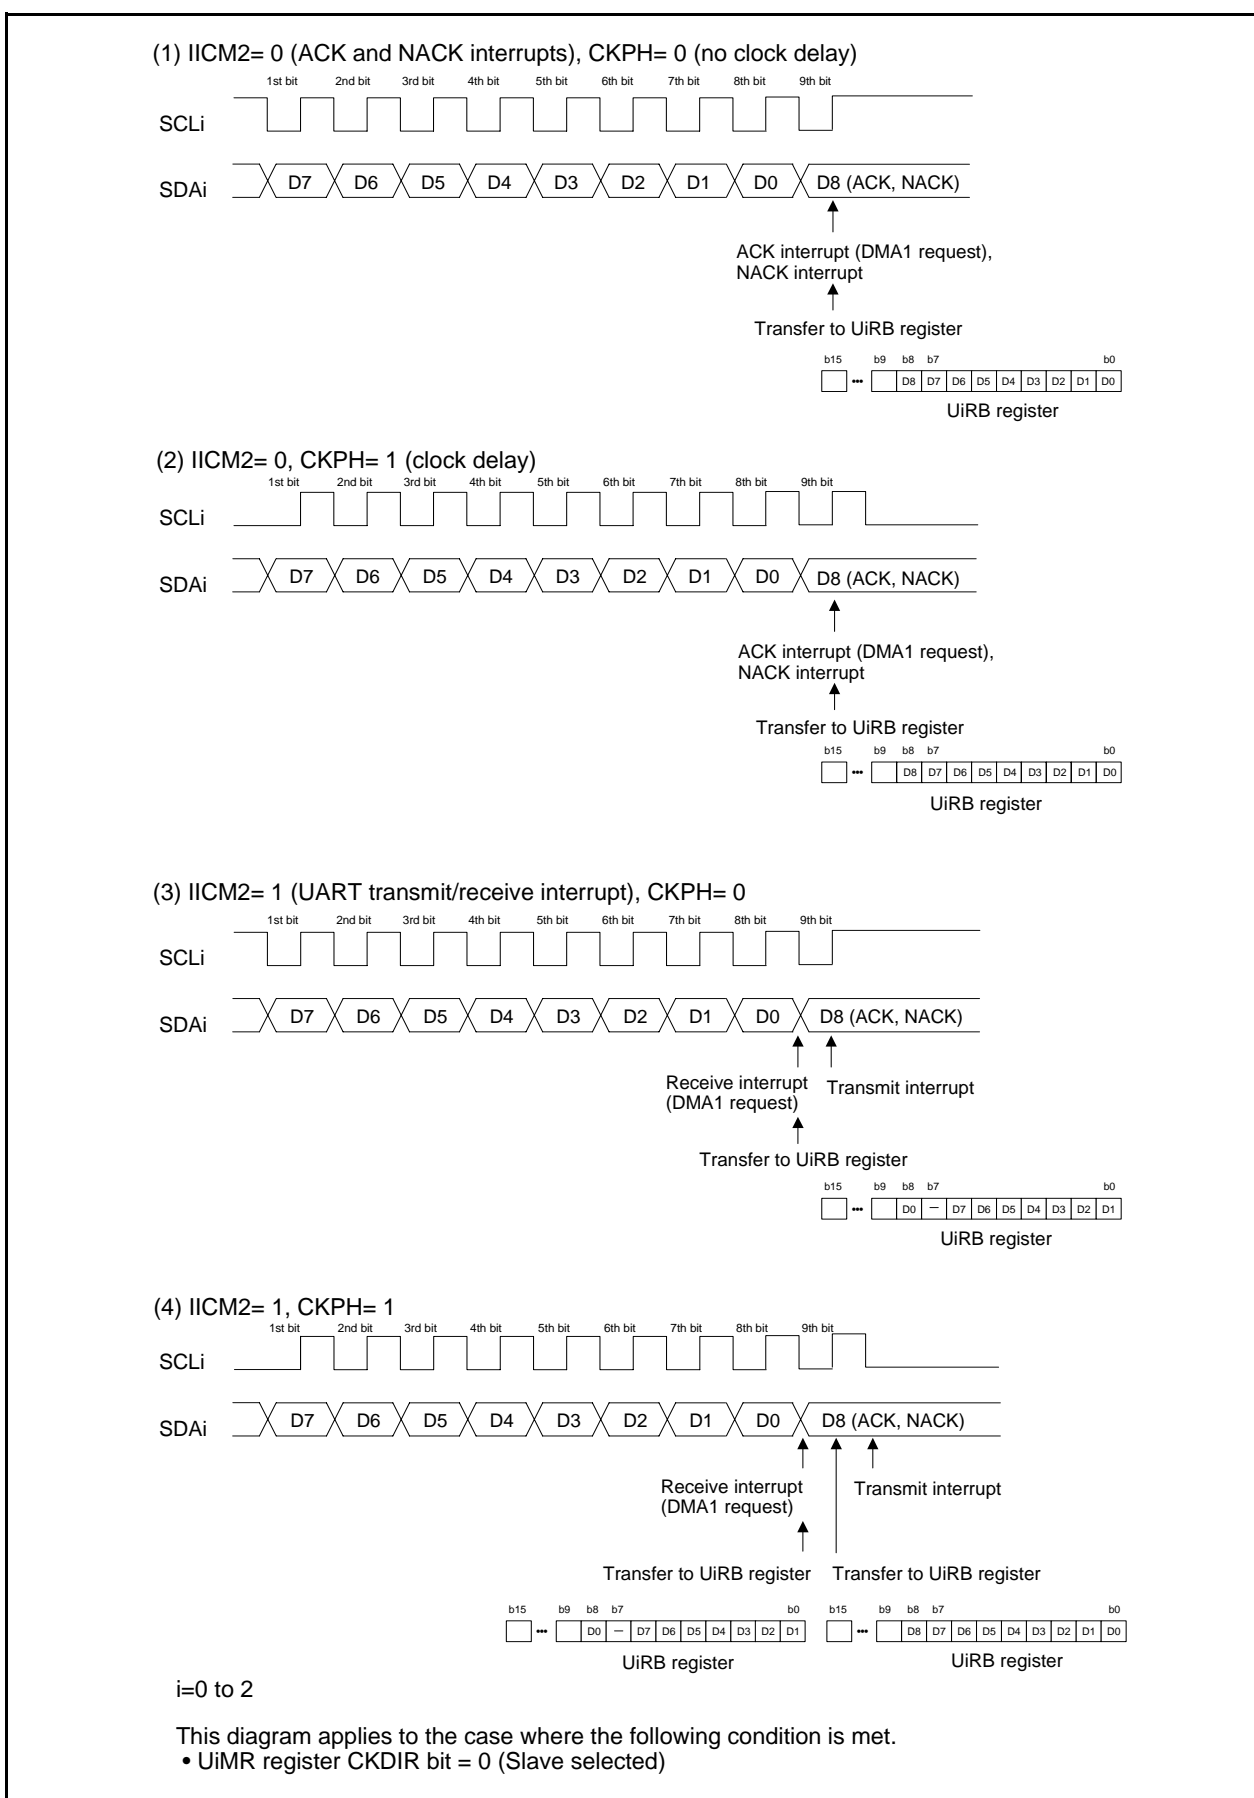 (1) IICM2= 0 (ACK and NACK interrupts), CKPH= 0 (no clock delay)
1st bit 2nd bit 3rd bit 4th bit 5th bit 6th bit 7th bit 8th bit 9th bit
SCLi
SDAi D7 D6 D5 D4 D3 D2 D1 D0 D8 (ACK, NACK)
ACK interrupt (DMA1 request),
NACK interrupt
Transfer to UiRB register
b15 b9 b8 b7 b0
••• D8 D7 D6 D5 D4 D3 D2 D1 D0
UiRB register
(2) IICM2= 0, CKPH= 1 (clock delay)
1st bit 2nd bit 3rd bit 4th bit 5th bit 6th bit 7th bit 8th bit 9th bit
SCLi
SDAi D7 D6 D5 D4 D3 D2 D1 D0 D8 (ACK, NACK)
ACK interrupt (DMA1 request),
NACK interrupt
Transfer to UiRB register
b15 b9 b8 b7 b0
••• D8 D7 D6 D5 D4 D3 D2 D1 D0
UiRB register
(3) IICM2= 1 (UART transmit/receive interrupt), CKPH= 0
1st bit 2nd bit 3rd bit 4th bit 5th bit 6th bit 7th bit 8th bit 9th bit
SCLi
SDAi D7 D6 D5 D4 D3 D2 D1 D0 D8 (ACK, NACK)
Receive interrupt Transmit interrupt
(DMA1 request)
Transfer to UiRB register
b15 b9 b8 b7 b0
••• D0 — D7 D6 D5 D4 D3 D2 D1
UiRB register
(4) IICM2= 1, CKPH= 1
1st bit 2nd bit 3rd bit 4th bit 5th bit 6th bit 7th bit 8th bit 9th bit
SCLi
SDAi D7 D6 D5 D4 D3 D2 D1 D0 D8 (ACK, NACK)
Receive interrupt Transmit interrupt
(DMA1 request)
Transfer to UiRB register Transfer to UiRB register
b15 b9 b8 b7 b0 b15 b9 b8 b7 b0
••• D0 — D7 D6 D5 D4 D3 D2 D1 ••• D8 D7 D6 D5 D4 D3 D2 D1 D0
UiRB register UiRB register
i=0 to 2
This diagram applies to the case where the following condition is met.
• UiMR register CKDIR bit = 0 (Slave selected)